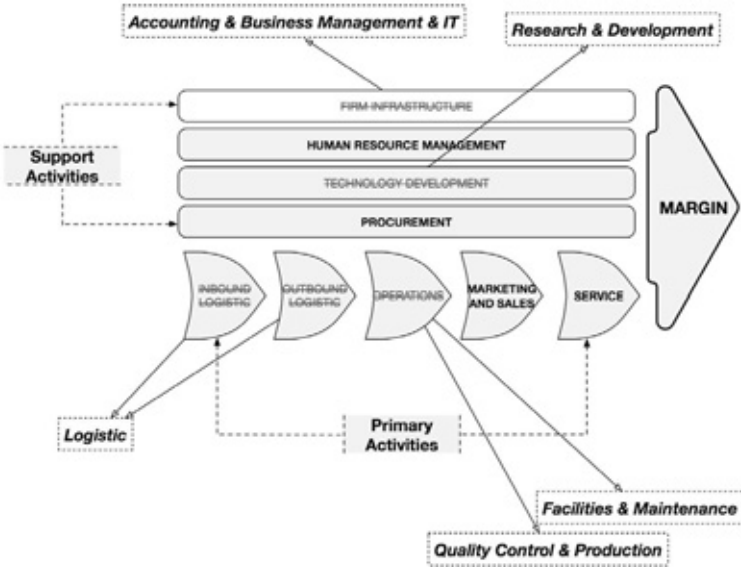 Accounting & Business Management & IT
Research & Development
FIRM INFRASTRUCTURE
HUMAN RESOURCE MANAGEMENT
Support
Activities
TECHNOLOGY DEVELOPMENT
PROCUREMENT
MARGIN
INBOUND
LOGISTIC
OUTBOUND
LOGISTIC
OPERATIONS
MARKETING
AND SALES
SERVICE
Logistic
Primary
Activities
Facilities & Maintenance
Quality Control & Production